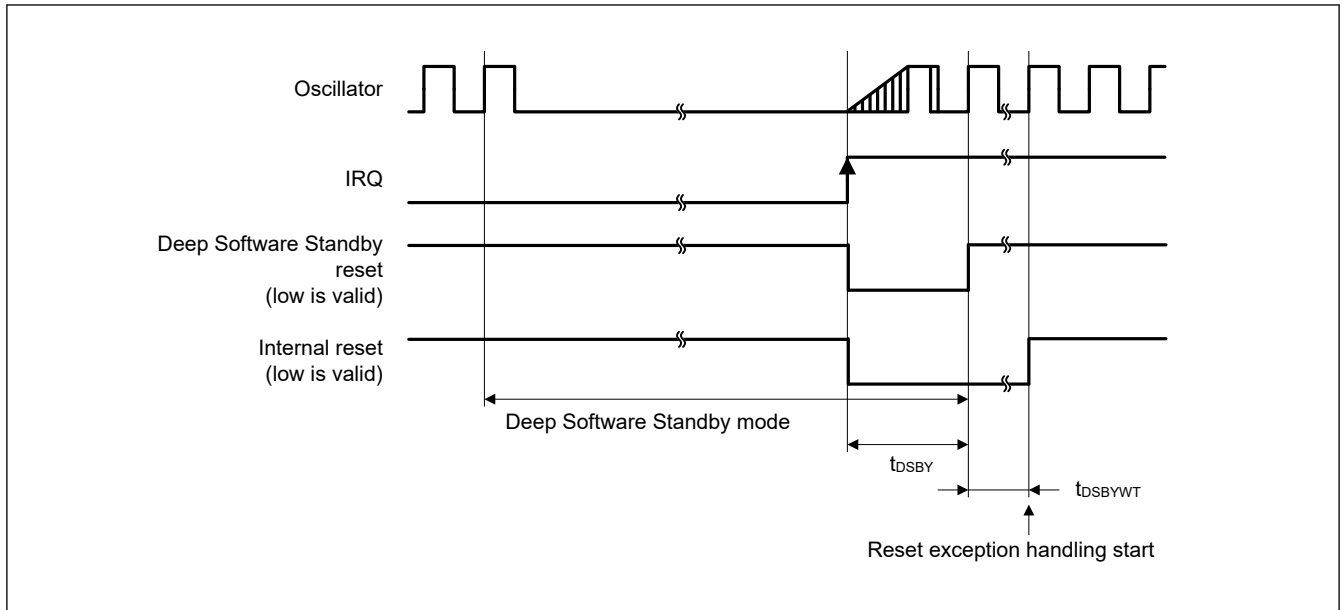 Oscillator
IRQ
Deep Software Standby
reset
(low is valid)
Internal reset
(low is valid)
Deep Software Standby mode
tDSBY
tDSBYWT
Reset exception handling start